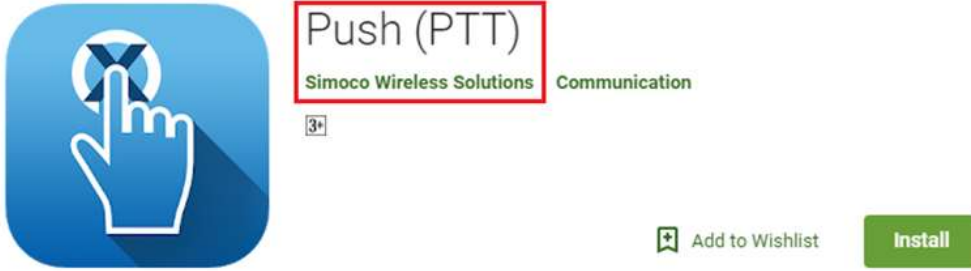 Push (PTT)
Simoco Wireless Solutions Communication
3+
Add to Wishlist Install